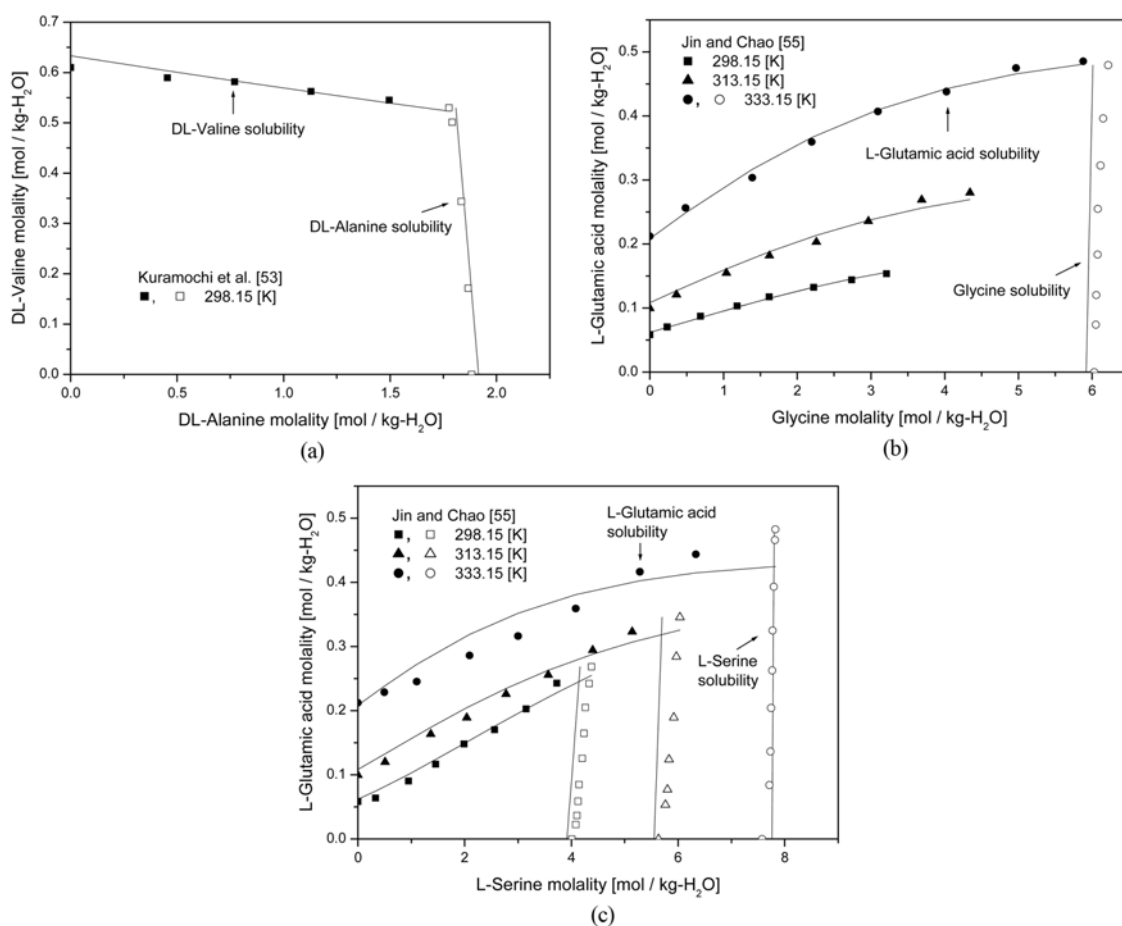 0.7
0.6
0.5
0.4
0.3
0.2
0.1
0.0
DL-Valine molality [mol / kg-H₂O]
DL-Valine solubility
DL-Alanine solubility
Kuramochi et al. [53]
■, □ 298.15 [K]
0.0 0.5 1.0 1.5 2.0
DL-Alanine molality [mol / kg-H₂O]
(a)
0.5
0.4
0.3
0.2
0.1
0.0
L-Glutamic acid molality [mol / kg-H₂O]
Jin and Chao [55]
■ 298.15 [K]
▲ 313.15 [K]
●, ○ 333.15 [K]
L-Glutamic acid solubility
Glycine solubility
0 1 2 3 4 5 6
Glycine molality [mol / kg-H₂O]
(b)
0.5
0.4
0.3
0.2
0.1
0.0
L-Glutamic acid molality [mol / kg-H₂O]
Jin and Chao [55]
■, □ 298.15 [K]
▲, △ 313.15 [K]
●, ○ 333.15 [K]
L-Glutamic acid
solubility
L-Serine
solubility
0 2 4 6 8
L-Serine molality [mol / kg-H₂O]
(c)